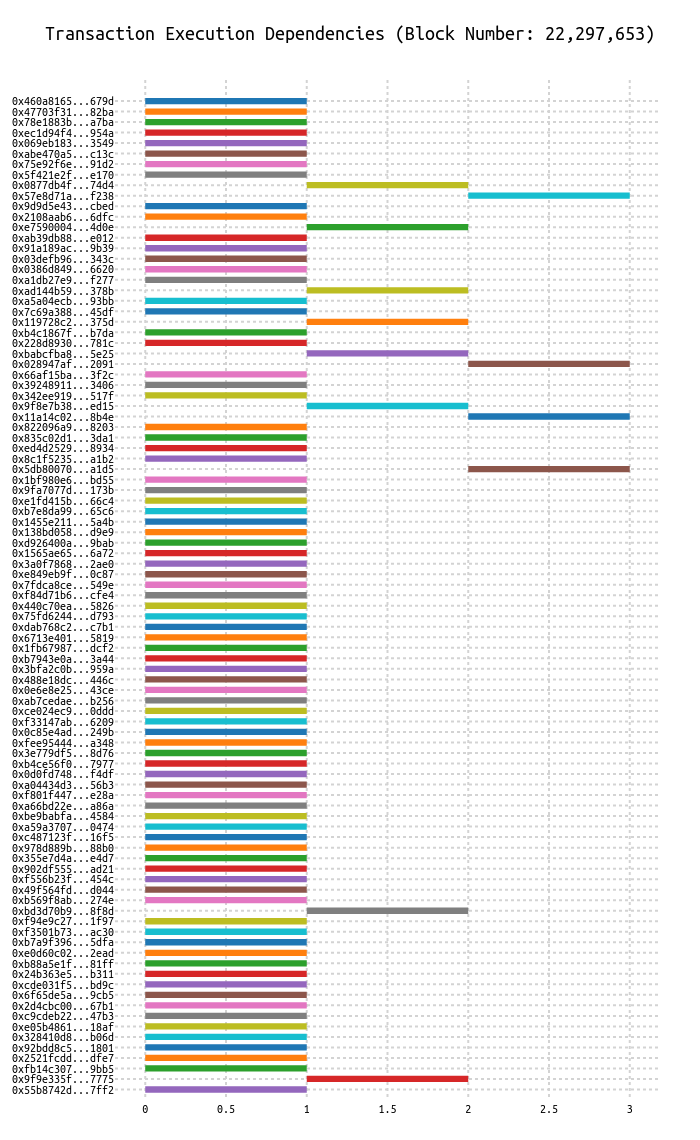 Transaction Execution Dependencies (Block Number: 22,297,653)
0x460a8165...679d
0x47703f31...82ba
0x78e1883b...a7ba
0xec1d94f4...954a
0x069eb183...3549
0xabe470a5...c13c
0x75e92f6e...91d2
0x5f421e2f...e170
0x0877db4f...74d4
0x57e8d71a...f238
0x9d9d5e43...cbed
0x2108aab6...6dfc
0xe7590004...4d0e
0xab39db88...e012
0x91a189ac...9b39
0x03defb96...343c
0x0386d849...6620
0xa1db27e9...f277
0xad144b59...378b
0xa5a04ecb...93bb
0x7c69a388...45df
0x119728c2...375d
0xb4c1867f...b7da
0x228d8930...781c
0xbabcfba8...5e25
0x028947af...2091
0x66af15ba...3f2c
0x39248911...3406
0x342ee919...517f
0x9f8e7b38...ed15
0x11a14c02...8b4e
0x822096a9...8203
0x835c02d1...3da1
0xed4d2529...8934
0x8c1f5235...a1b2
0x5db80070...a1d5
0x1bf980e6...bd55
0x9fa7077d...173b
0xe1fd415b...66c4
0xb7e8da99...65c6
0x1455e211...5a4b
0x138bd058...d9e9
0xd926400a...9bab
0x1565ae65...6a72
0x3a0f7868...2ae0
0xe849eb9f...0c87
0x7fdca8ce...549e
0xf84d71b6...cfe4
0x440c70ea...5826
0x75fd6244...d793
0xdab768c2...c7b1
0x6713e401...5819
0x1fb67987...dcf2
0xb7943e0a...3a44
0x3bfa2c0b...959a
0x488e18dc...446c
0x0e6e8e25...43ce
0xab7cedae...b256
0xce024ec9...0ddd
0xf33147ab...6209
0x0c85e4ad...249b
0xfee95444...a348
0x3e779df5...8d76
0xb4ce56f0...7977
0x0d0fd748...f4df
0xa04434d3...56b3
0xf801f447...e28a
0xa66bd22e...a86a
0xbe9babfa...4584
0xa59a3707...0474
0xc487123f...16f5
0x978d889b...88b0
0x355e7d4a...e4d7
0x902df555...ad21
0xf556b23f...454c
0x49f564fd...d044
0xb569f8ab...274e
0xbd3d70b9...8f8d
0xf94e9c27...1f97
0xf3501b73...ac30
0xb7a9f396...5dfa
0xe0d60c02...2ead
0xb88a5e1f...81ff
0x24b363e5...b311
0xcde031f5...bd9c
0x6f65de5a...9cb5
0x2d4cbc00...67b1
0xc9cdeb22...47b3
0xe05b4861...18af
0x328410d8...b06d
0x92bdd8c5...1801
0x2521fcdd...dfe7
0xfb14c307...9bb5
0x9f9e335f...7775
0x55b8742d...7ff2
0 0.5 1 1.5 2 2.5 3